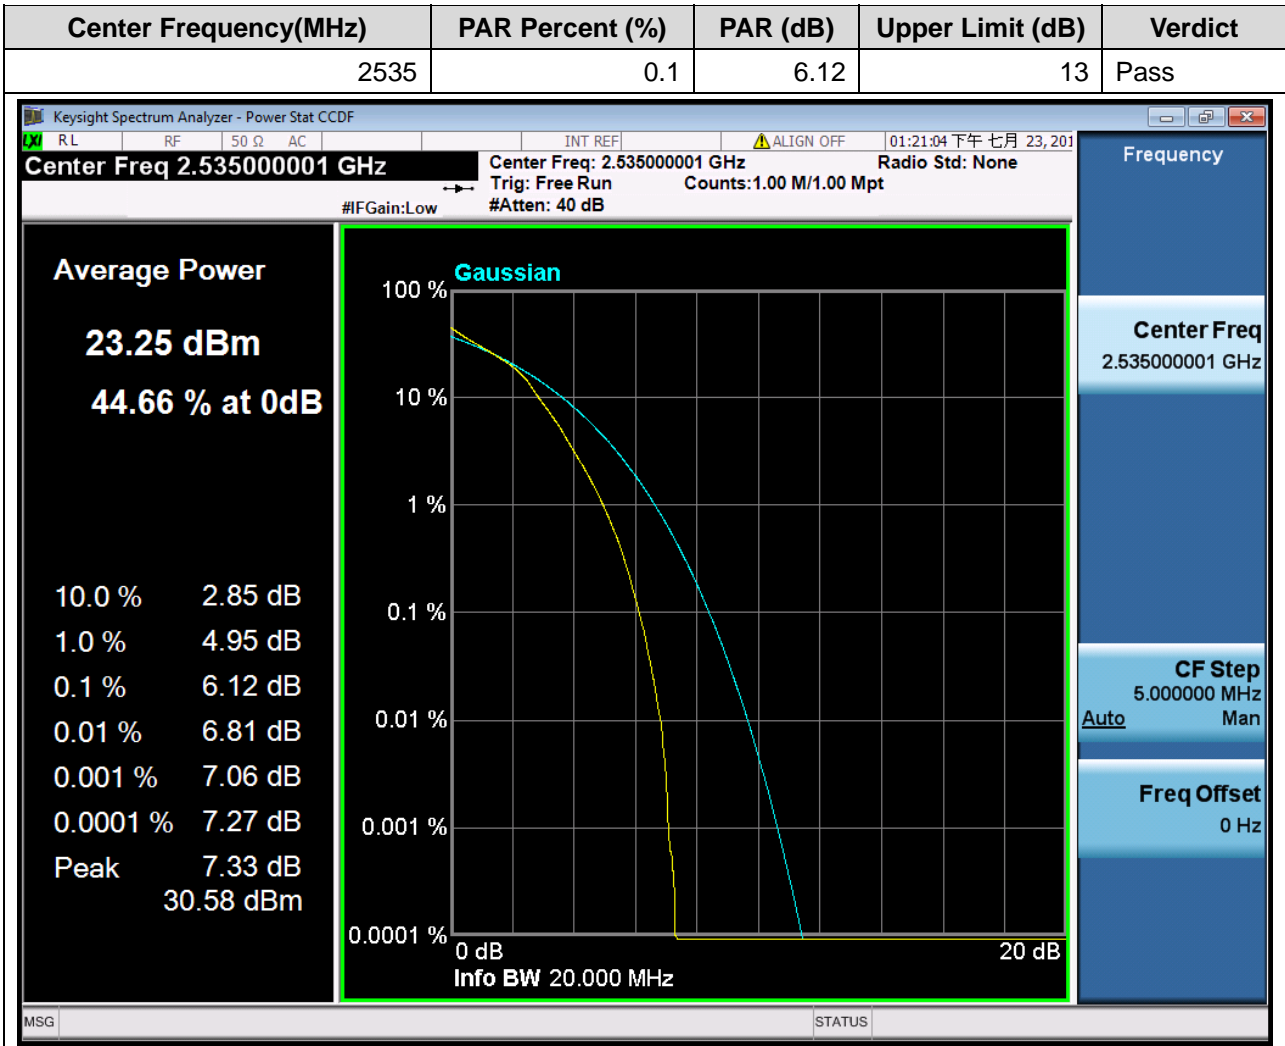 Center Frequency(MHz) PAR Percent (%) PAR (dB) Upper Limit (dB) Verdict
2535 0.1 6.12 13 Pass
Keysight Spectrum Analyzer - Power Stat CCDF
LXI RL RF 50 Ω AC INT REF ALIGN OFF 01:21:04 下午 七月 23, 201
Center Freq 2.535000001 GHz
Center Freq: 2.535000001 GHz Radio Std: None
Trig: Free Run Counts:1.00 M/1.00 Mpt
#IFGain:Low #Atten: 40 dB
Average Power
23.25 dBm
44.66 % at 0dB
10.0 % 2.85 dB
1.0 % 4.95 dB
0.1 % 6.12 dB
0.01 % 6.81 dB
0.001 % 7.06 dB
0.0001 % 7.27 dB
Peak 7.33 dB
30.58 dBm
Gaussian
100 %
10 %
1 %
0.1 %
0.01 %
0.001 %
0.0001 %
0 dB 20 dB
Info BW 20.000 MHz
Frequency
Center Freq
2.535000001 GHz
CF Step
5.000000 MHz
Auto Man
Freq Offset
0 Hz
MSG STATUS